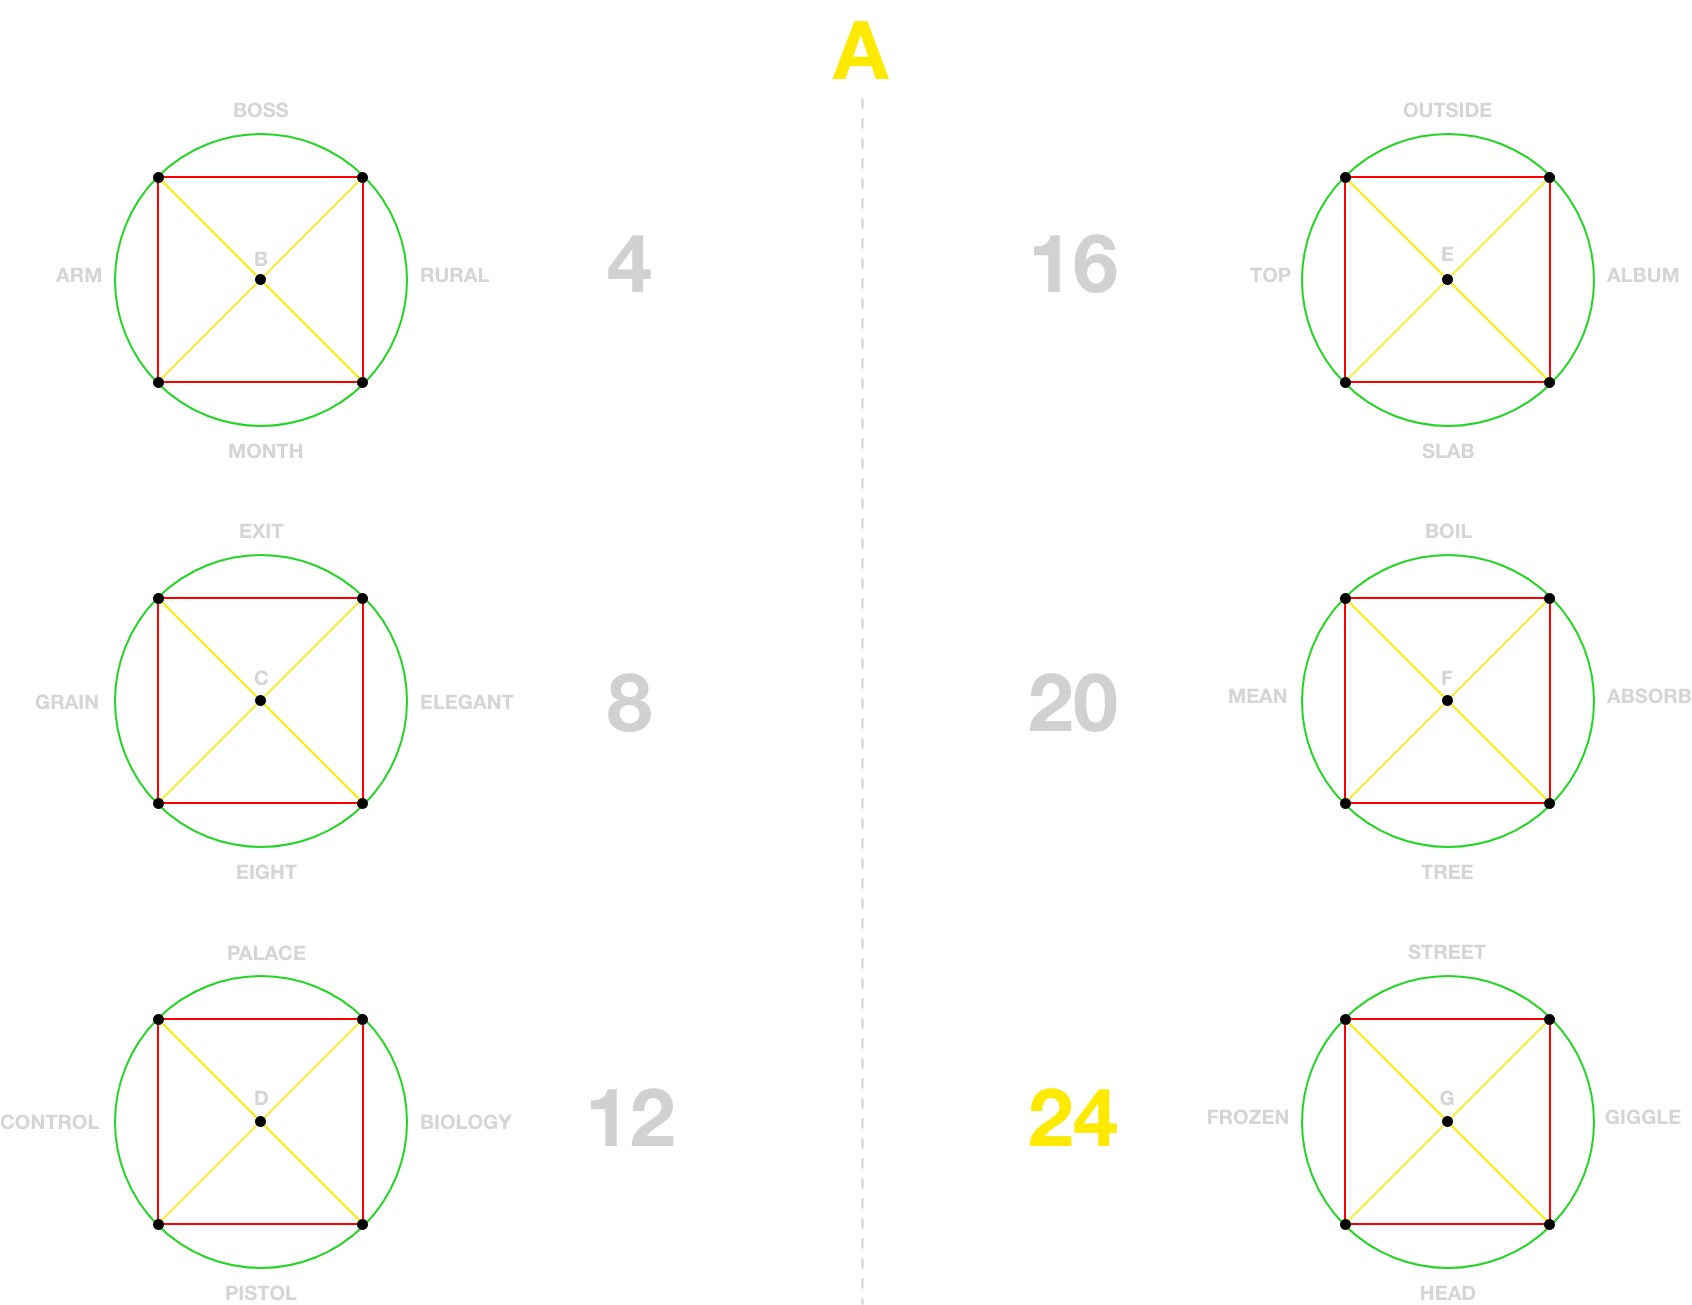 A
BOSS
ARM
B
RURAL
MONTH
4
EXIT
GRAIN
C
ELEGANT
EIGHT
8
PALACE
CONTROL
D
BIOLOGY
PISTOL
12
OUTSIDE
16
TOP
E
ALBUM
SLAB
BOIL
20
MEAN
F
ABSORB
TREE
STREET
24
FROZEN
G
GIGGLE
HEAD